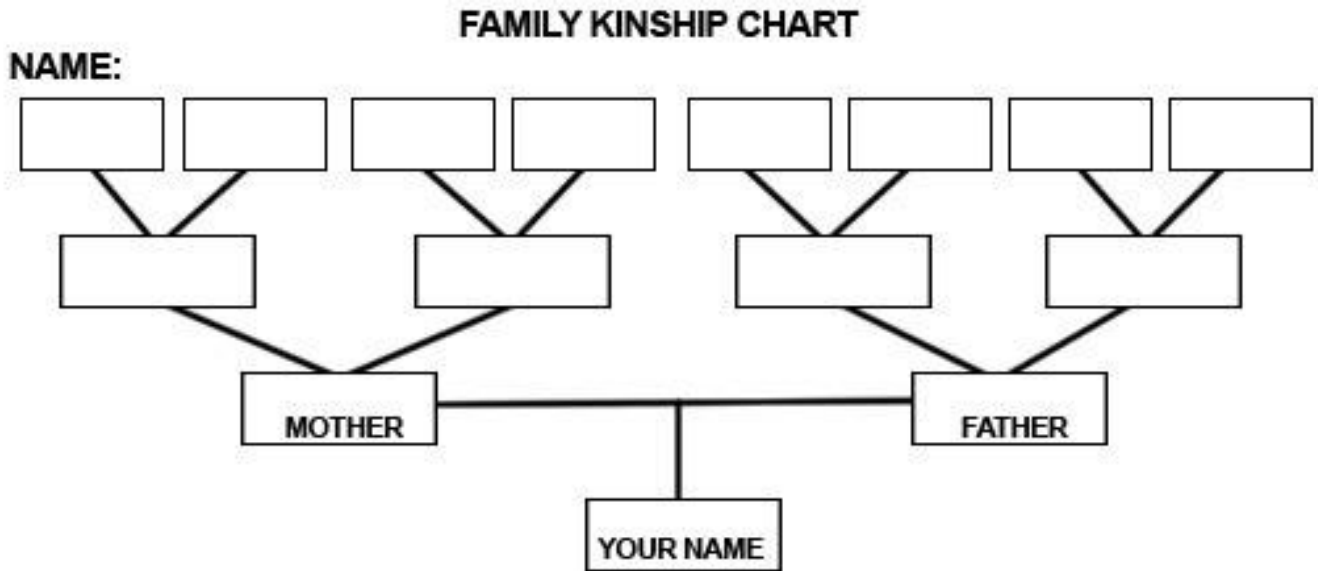 FAMILY KINSHIP CHART
NAME:
MOTHER
FATHER
YOUR NAME